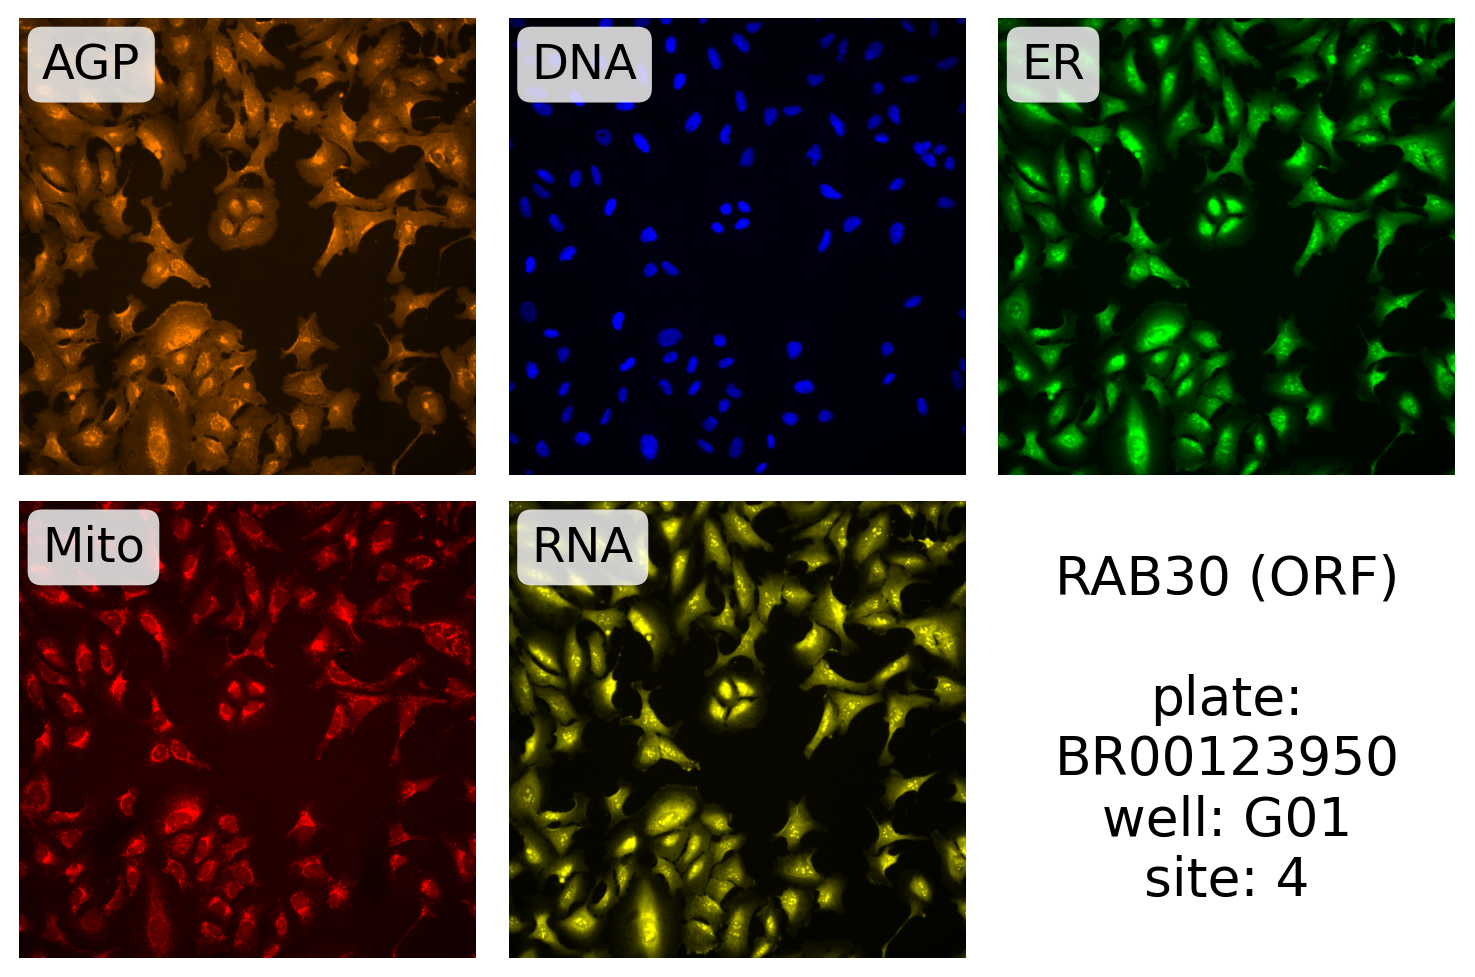 AGP
DNA
ER
Mito
RNA
RAB30 (ORF)
plate:
BR00123950
well: G01
site: 4